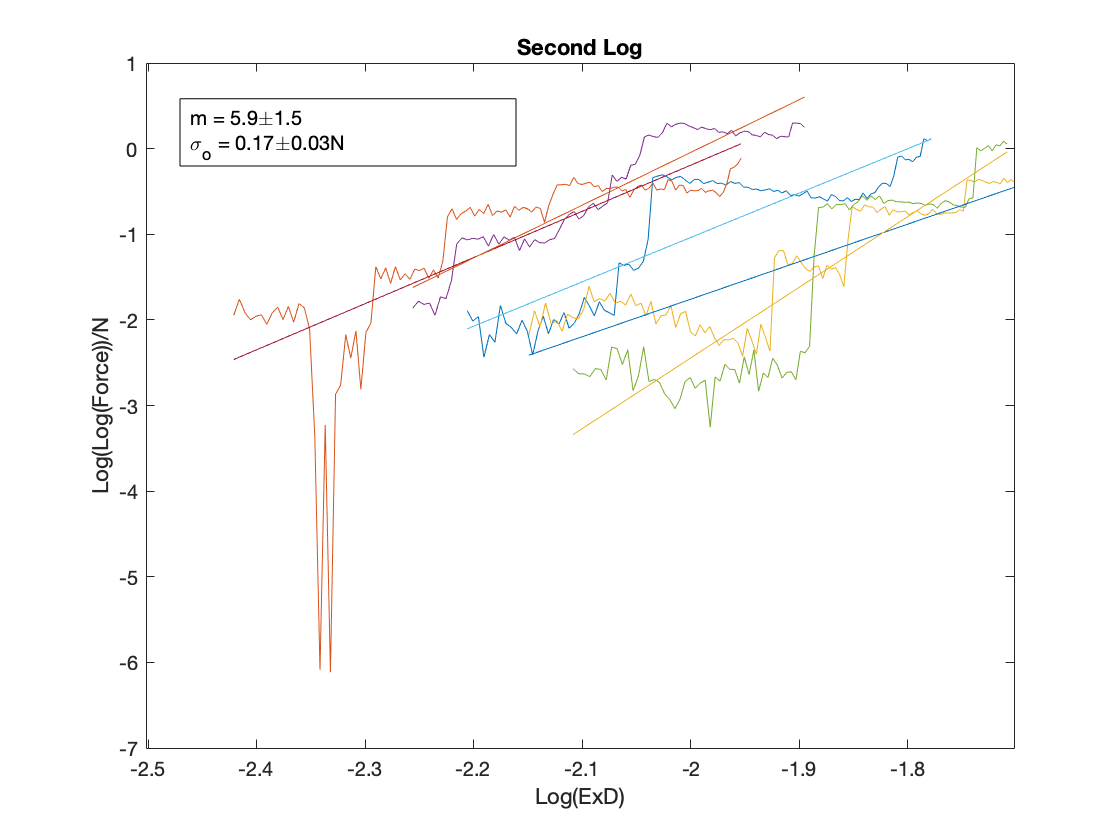 Second Log
m = 5.9±1.5
σo = 0.17±0.03N
1
0
-1
-2
-3
-4
-5
-6
-7
Log(Log(Force))/N
-2.5 -2.4 -2.3 -2.2 -2.1 -2 -1.9 -1.8
Log(ExD)